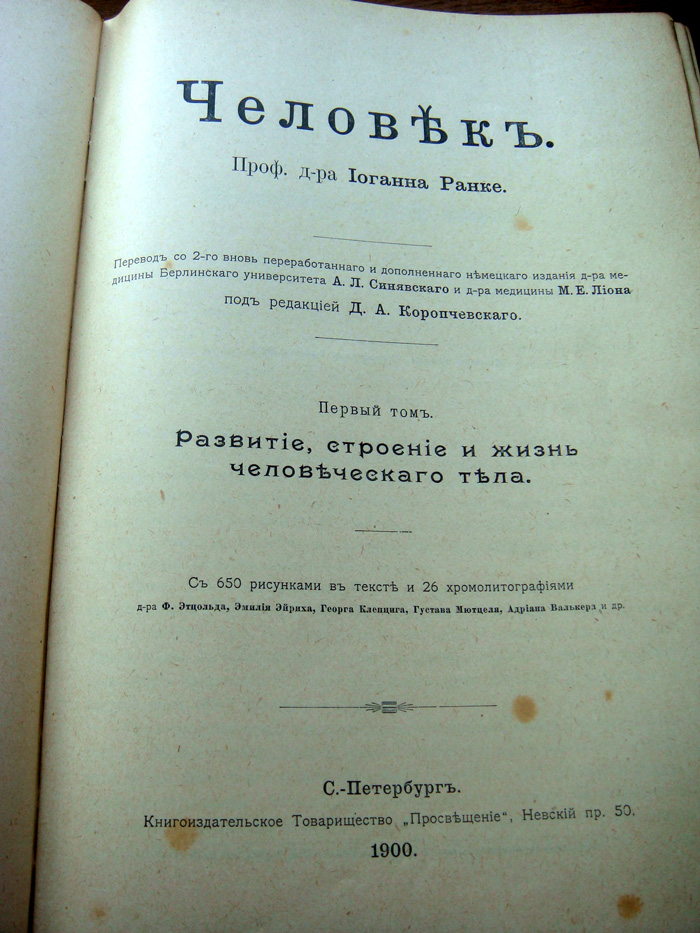 Человѣкъ.
Проф. д-ра Іоганна Ранке.
Переводъ со 2-го вновь переработаннаго и дополненнаго нѣмецкаго изданія д-ра ме-
дицины Берлинскаго университета А. Л. Синявскаго и д-ра медицины М. Е. Ліона
подъ редакціей Д. А. Коропчевскаго.
Первый томъ.
Развитіе, строеніе и жизнь
человѣческаго тѣла.
Съ 650 рисунками въ текстѣ и 26 хромолитографіями
д-ра Ф. Этцольда, Эмилія Эйриха, Георга Клепцига, Густава Мютцеля, Адріана Валькера и др.
С.-Петербургъ.
Книгоиздательское Товарищество „Просвѣщеніе“, Невскій пр. 50.
1900.